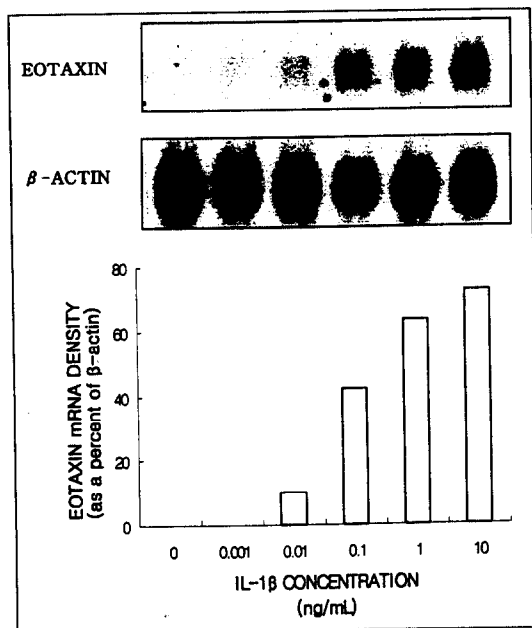 EOTAXIN
β-ACTIN
80
60
40
20
0
EOTAXIN mRNA DENSITY
(as a percent of β-actin)
0 0.001 0.01 0.1 1 10
IL-1β CONCENTRATION
(ng/mL)